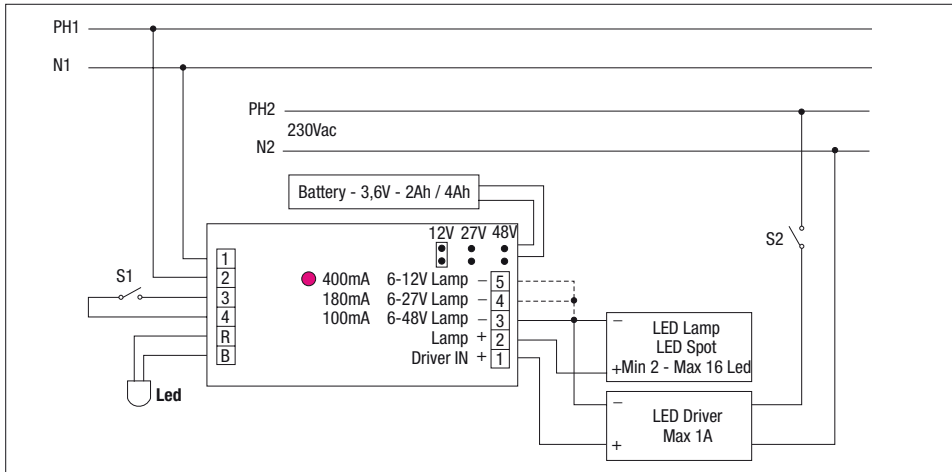 PH1
N1
PH2
230Vac
N2
Battery - 3,6V - 2Ah / 4Ah
12V 27V 48V
S2
1
2
S1
3
4
R
B
Led
400mA 6-12V Lamp – 5
180mA 6-27V Lamp – 4
100mA 6-48V Lamp – 3
Lamp + 2
Driver IN + 1
– LED Lamp
LED Spot
+Min 2 - Max 16 Led
– LED Driver
+ Max 1A